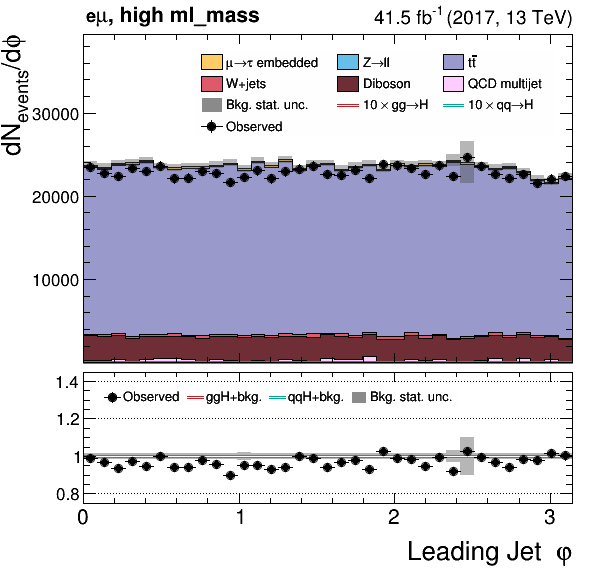 eμ, high ml_mass 41.5 fb⁻¹ (2017, 13 TeV)
dN_events/dϕ
μ→τ embedded Z→ll tt̅
W+jets Diboson QCD multijet
Bkg. stat. unc. 10 × gg→H 10 × qq→H
Observed
30000
20000
10000
1.4
1.2
1
0.8
Observed ggH+bkg. qqH+bkg. Bkg. stat. unc.
0 1 2 3
Leading Jet φ